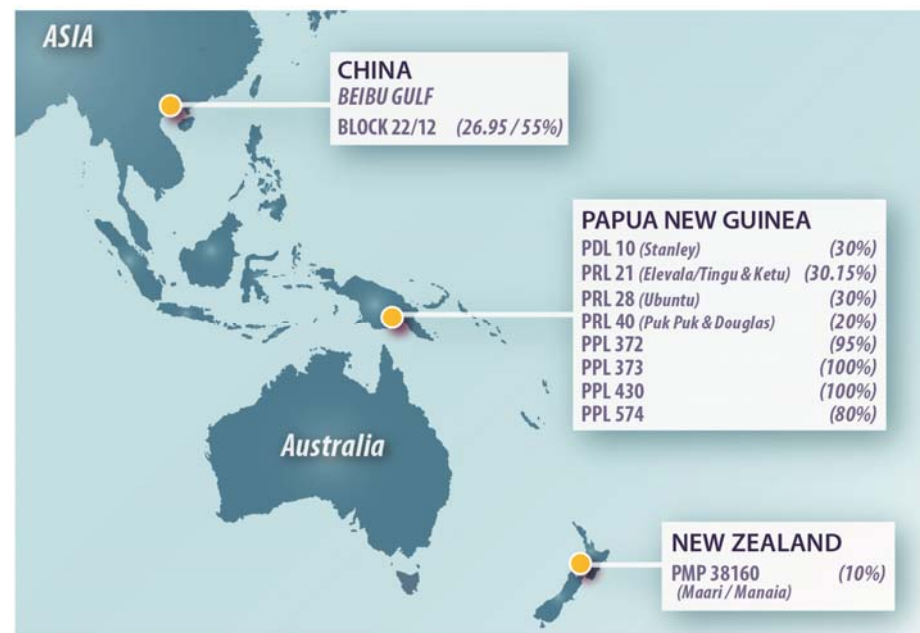 ASIA
CHINA
BEIBU GULF
BLOCK 22/12 (26.95 / 55%)
PAPUA NEW GUINEA
PDL 10 (Stanley) (30%)
PRL 21 (Elevala/Tingu & Ketu) (30.15%)
PRL 28 (Ubuntu) (30%)
PRL 40 (Puk Puk & Douglas) (20%)
PPL 372 (95%)
PPL 373 (100%)
PPL 430 (100%)
PPL 574 (80%)
Australia
NEW ZEALAND
PMP 38160 (10%)
(Maari / Manaia)